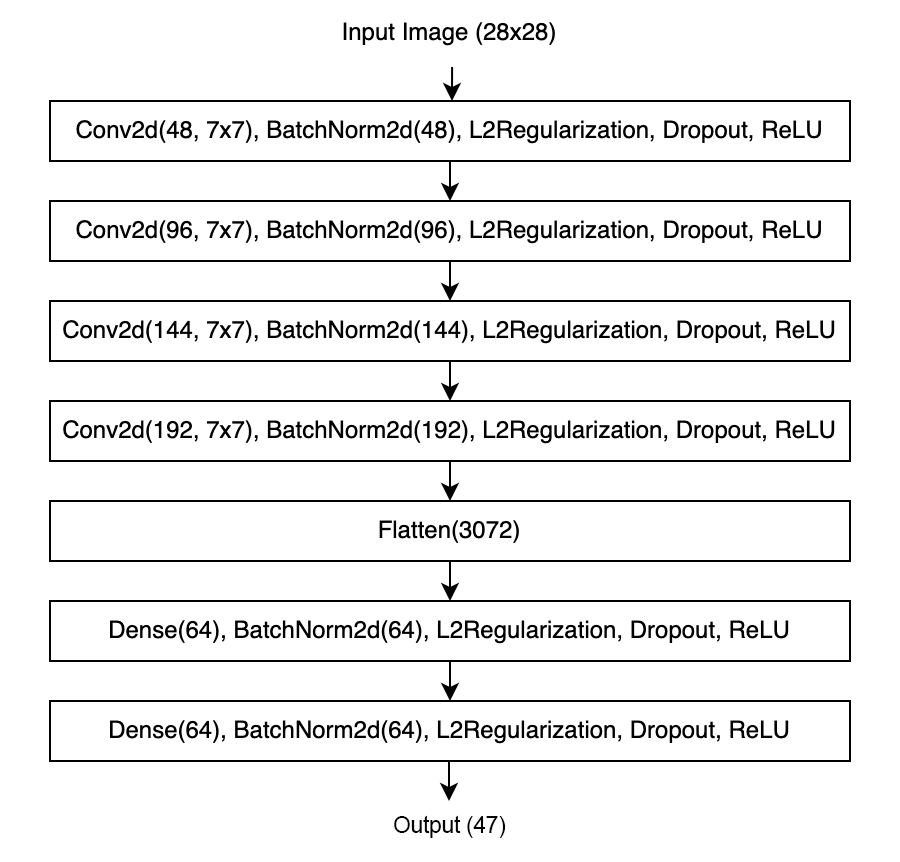 Input Image (28x28)
Conv2d(48, 7x7), BatchNorm2d(48), L2Regularization, Dropout, ReLU
Conv2d(96, 7x7), BatchNorm2d(96), L2Regularization, Dropout, ReLU
Conv2d(144, 7x7), BatchNorm2d(144), L2Regularization, Dropout, ReLU
Conv2d(192, 7x7), BatchNorm2d(192), L2Regularization, Dropout, ReLU
Flatten(3072)
Dense(64), BatchNorm2d(64), L2Regularization, Dropout, ReLU
Dense(64), BatchNorm2d(64), L2Regularization, Dropout, ReLU
Output (47)